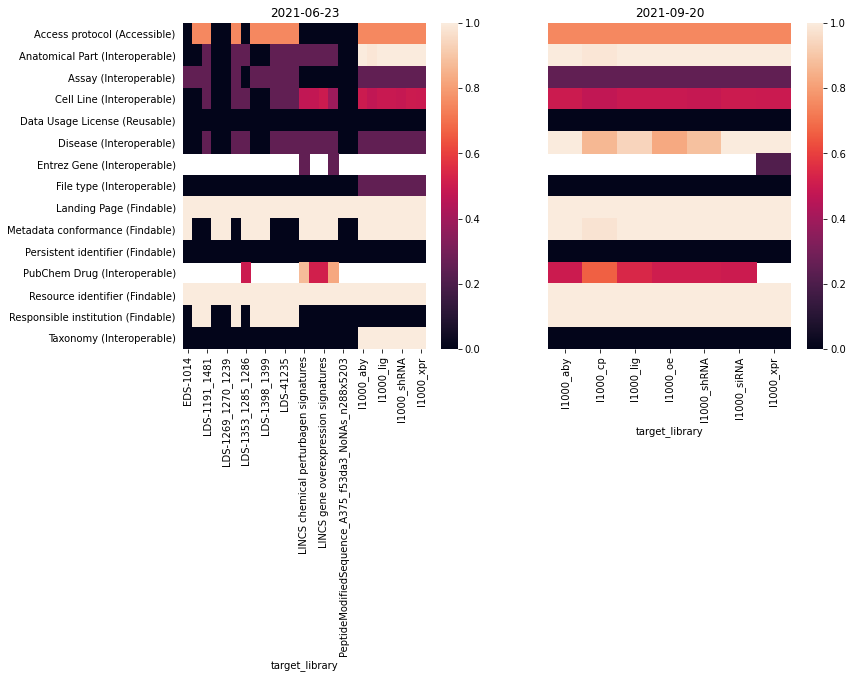 2021-06-23
Access protocol (Accessible)
Anatomical Part (Interoperable)
Assay (Interoperable)
Cell Line (Interoperable)
Data Usage License (Reusable)
Disease (Interoperable)
Entrez Gene (Interoperable)
File type (Interoperable)
Landing Page (Findable)
Metadata conformance (Findable)
Persistent identifier (Findable)
PubChem Drug (Interoperable)
Resource identifier (Findable)
Responsible institution (Findable)
Taxonomy (Interoperable)
EDS-1014
LDS-1191_1481
LDS-1269_1270_1239
LDS-1353_1285_1286
LDS-1398_1399
LDS-41235
LINCS chemical perturbagen signatures
LINCS gene overexpression signatures
PeptideModifiedSequence_A375_f53da3_NoNAs_n288x5203
l1000_aby
l1000_lig
l1000_shRNA
l1000_xpr
target_library
1.0
0.8
0.6
0.4
0.2
0.0
2021-09-20
l1000_aby
l1000_cp
l1000_lig
l1000_oe
l1000_shRNA
l1000_siRNA
l1000_xpr
target_library
1.0
0.8
0.6
0.4
0.2
0.0